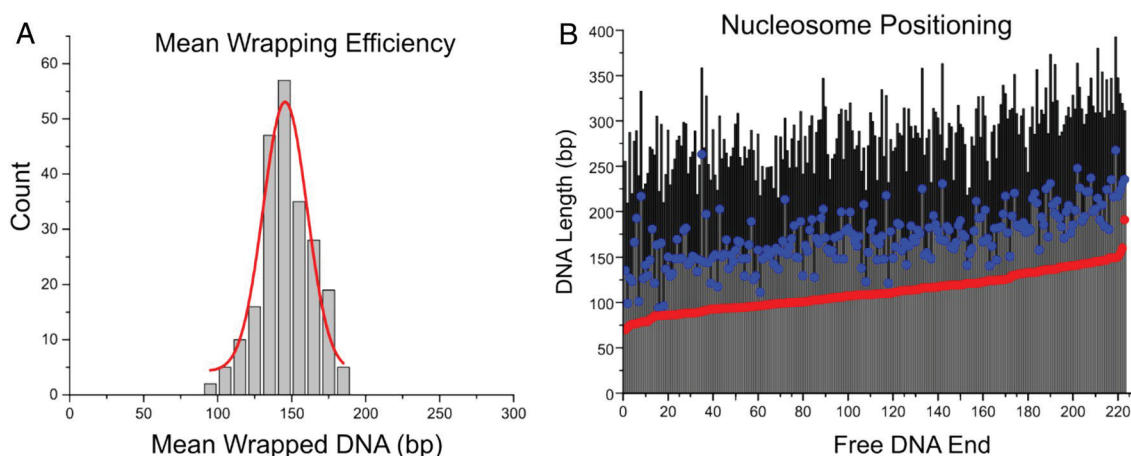 A
Mean Wrapping Efficiency
Count
60
50
40
30
20
10
0
0 50 100 150 200 250 300
Mean Wrapped DNA (bp)
B
Nucleosome Positioning
DNA Length (bp)
400
350
300
250
200
150
100
50
0
0 20 40 60 80 100 120 140 160 180 200 220
Free DNA End